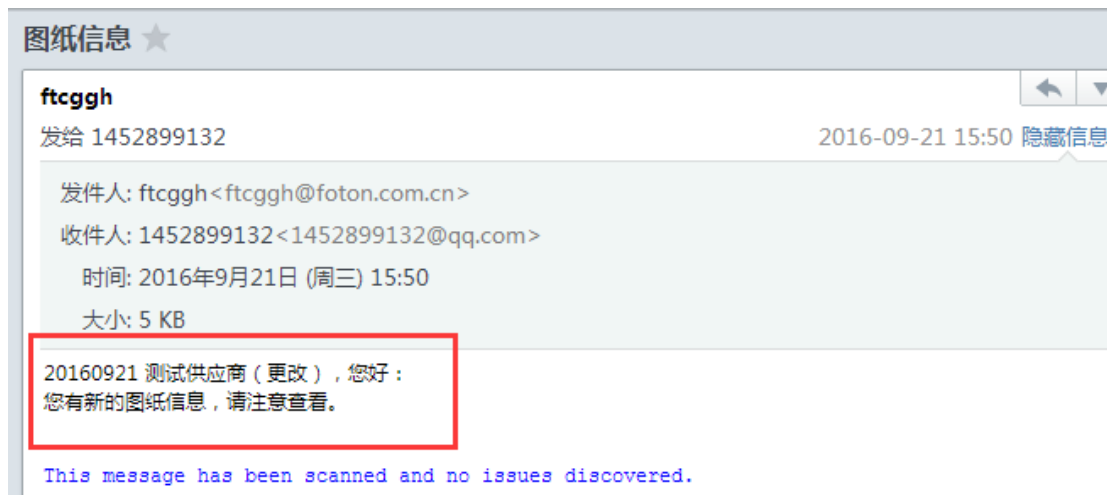 图纸信息
ftcggh
发给 1452899132
2016-09-21 15:50 隐藏信息
发件人: ftcggh<ftcggh@foton.com.cn>
收件人: 1452899132<1452899132@qq.com>
时间: 2016年9月21日 (周三) 15:50
大小: 5 KB
20160921 测试供应商（更改）, 您好：
您有新的图纸信息，请注意查看。
This message has been scanned and no issues discovered.